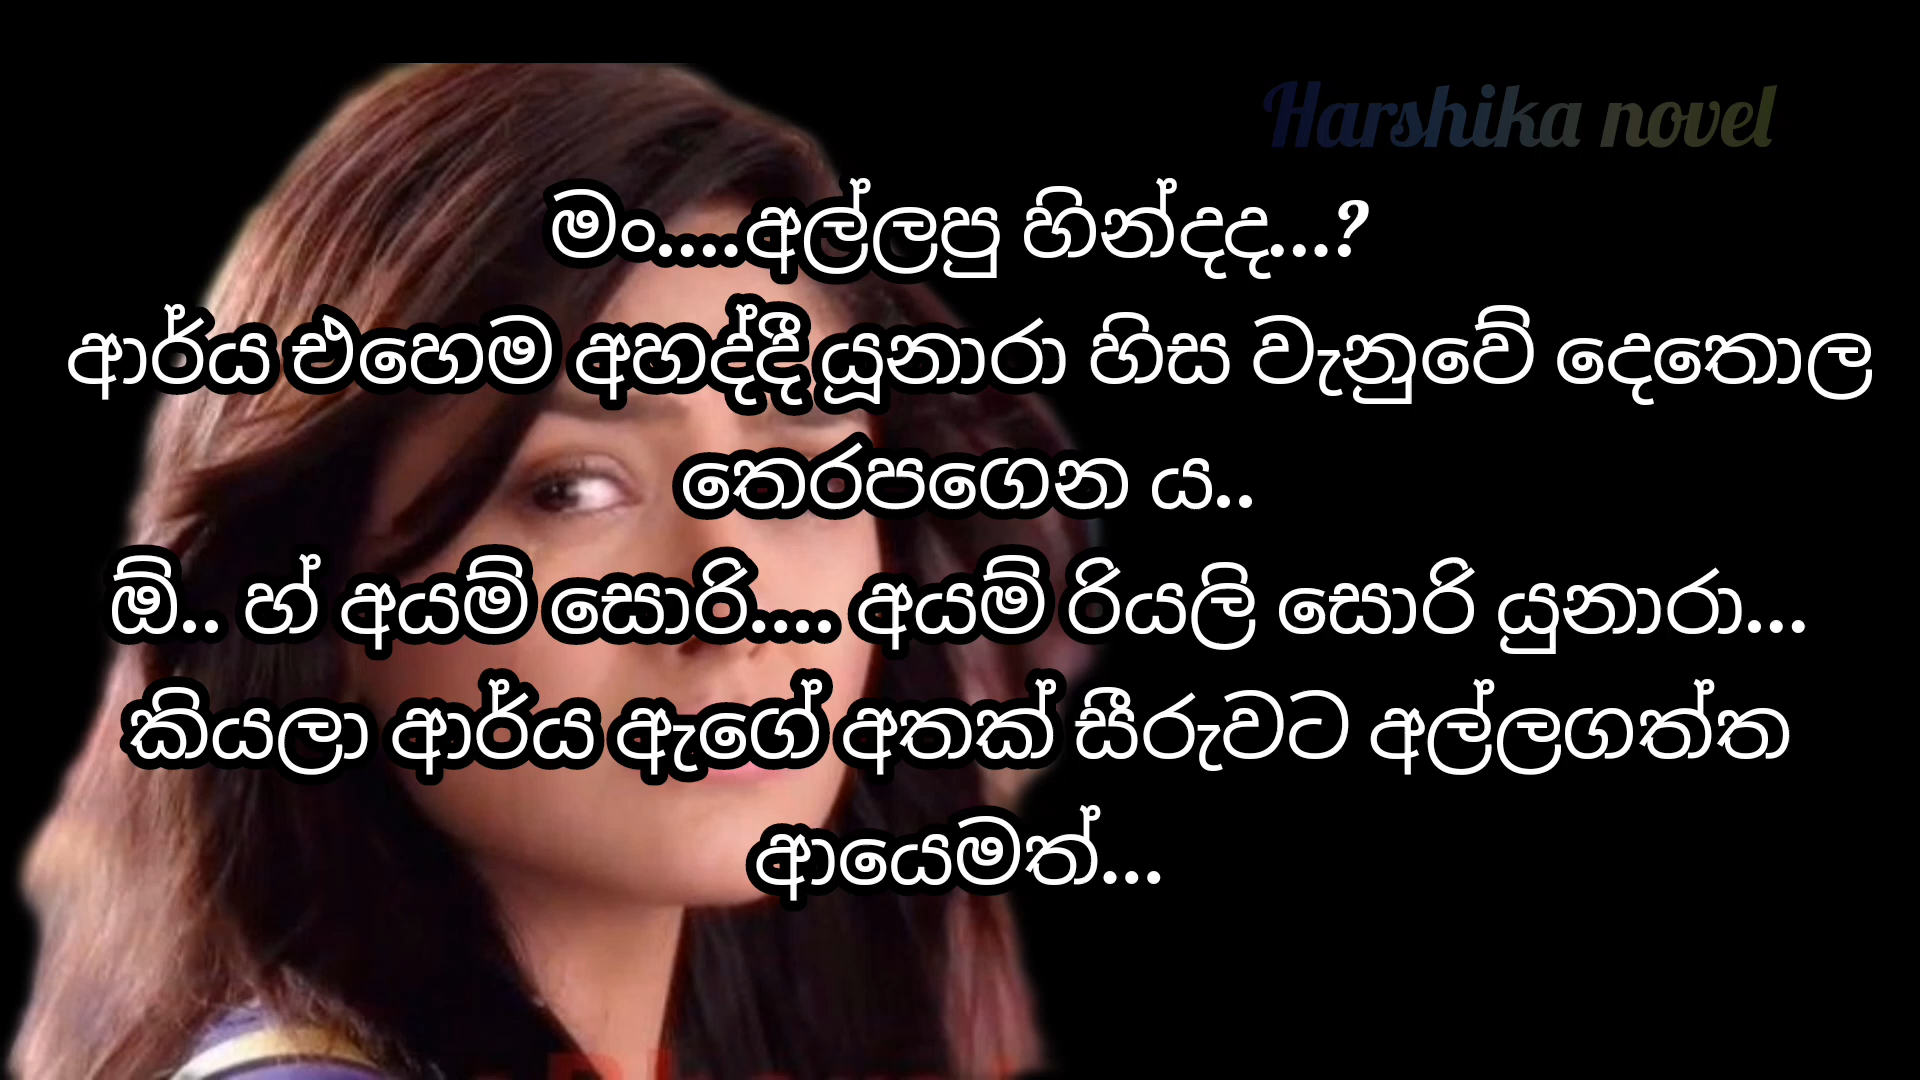 Harshika novel
මං....අල්ලපු හින්දද...?
ආර්ය එහෙම අහද්දී යූනාරා හිස වැනුවේ දෙතොල
තෙරපගෙන ය..
ඕ.. හ් අයම් සොරි.... අයම් රියලි සොරි යුනාරා...
කියලා ආර්ය ඇගේ අතක් සීරුවට අල්ලගත්ත
ආයෙමත්...